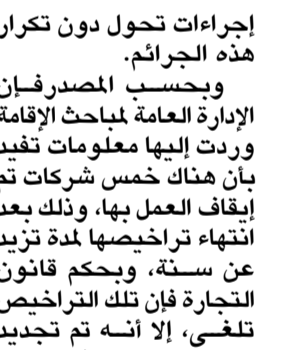 إجراءات تحول دون تكرار
هذه الجرائم.
وبحسب المصدر فإن
الإدارة العامة لمباحث الإقامة
وردت إليها معلومات تفيد
بأن هناك خمس شركات تم
إيقاف العمل بها، وذلك بعد
انتهاء تراخيصها لمدة تزيد
عن سنة، وبحكم قانون
التجارة فإن تلك التراخيص
تلغى، إلا أنه تم تجديد